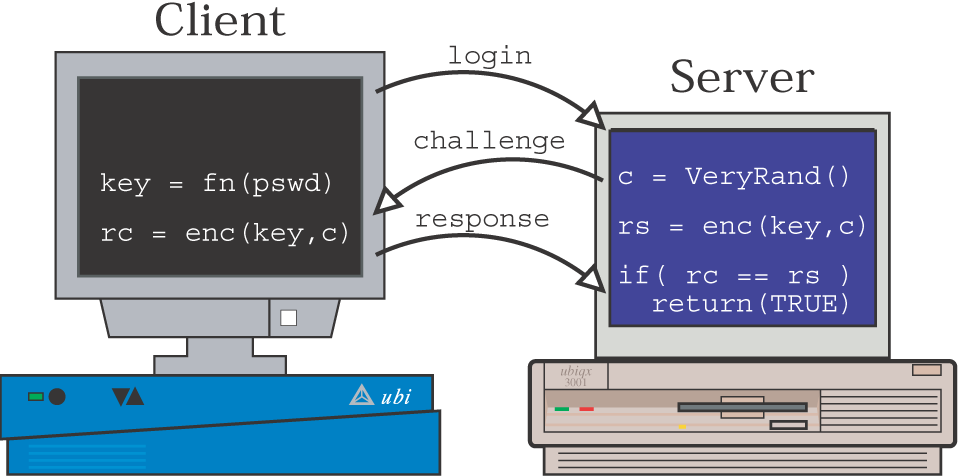 Client
login
Server
challenge
key = fn(pswd)
rc = enc(key,c)
c = VeryRand()
response
rs = enc(key,c)
if( rc == rs )
return(TRUE)
ubi
ubiqx
3001